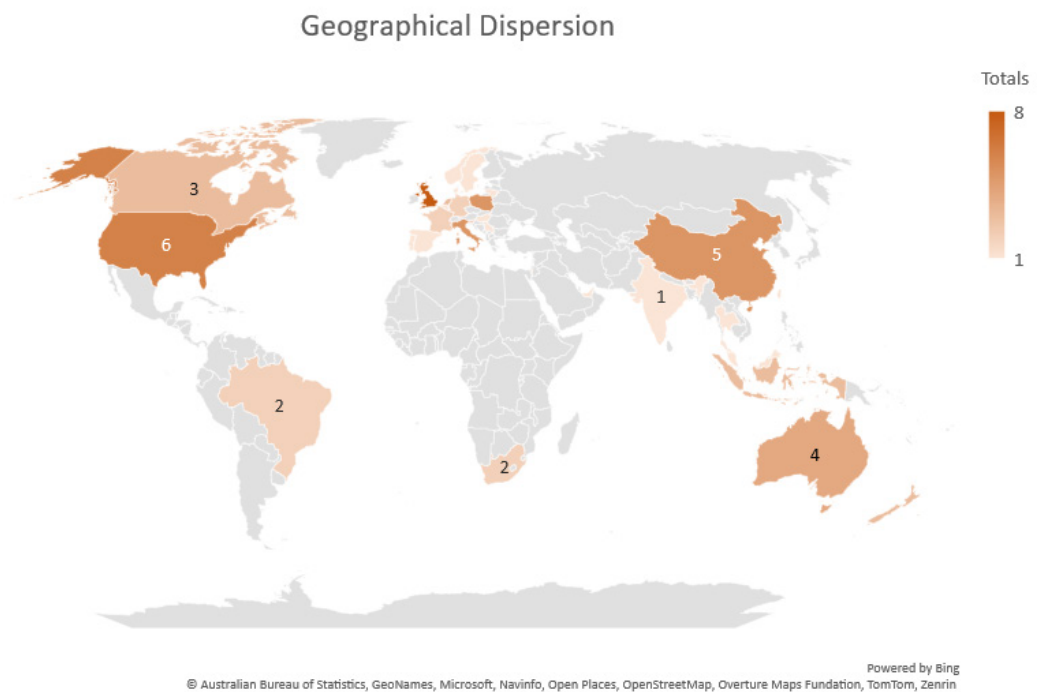 Geographical Dispersion
Totals
8
1
3
6
5
1
2
2
4
Powered by Bing
© Australian Bureau of Statistics, GeoNames, Microsoft, Navinfo, Open Places, OpenStreetMap, Overture Maps Fundation, TomTom, Zenrin